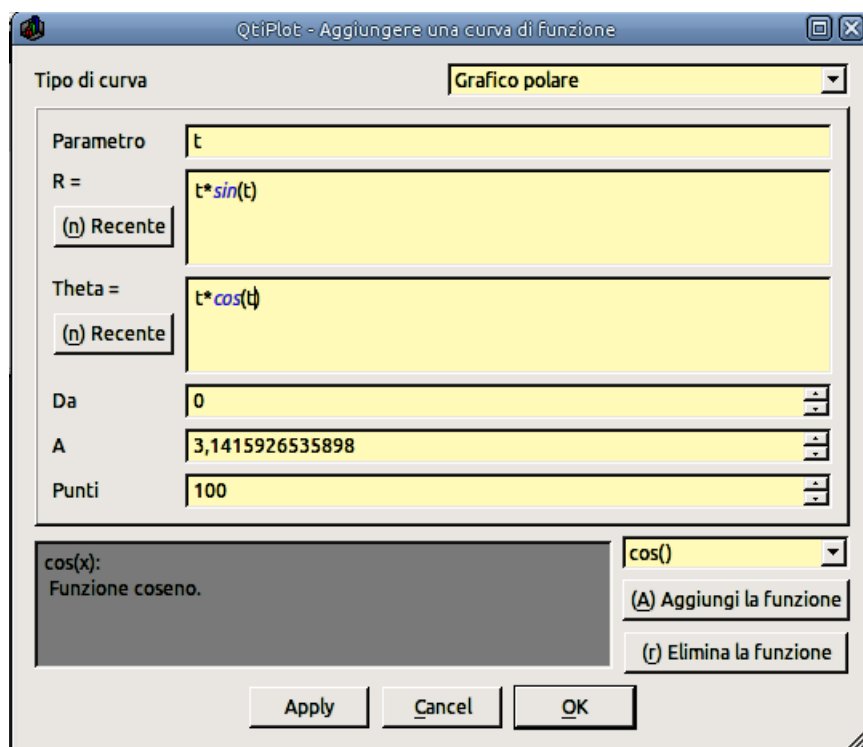 QtiPlot - Aggiungere una curva di funzione
Tipo di curva
Grafico polare
Parametro
t
R =
t*sin(t)
(n) Recente
Theta =
t*cos(t)
(n) Recente
Da
0
A
3,1415926535898
Punti
100
cos(x):
Funzione coseno.
cos()
(A) Aggiungi la funzione
(r) Elimina la funzione
Apply
Cancel
OK